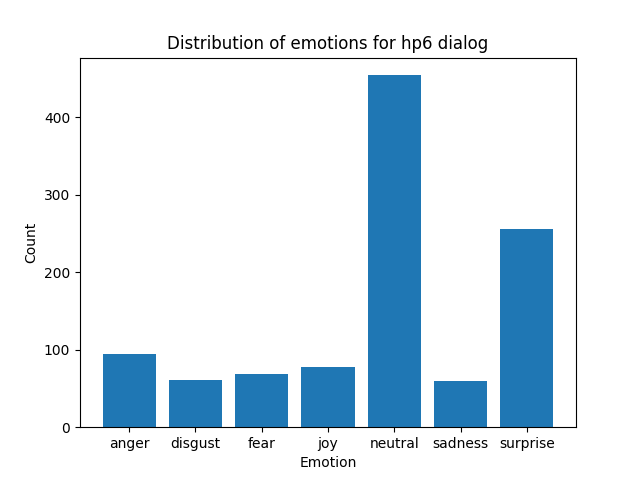 Distribution of emotions for hp6 dialog
400
300
200
100
0
Count
anger disgust fear joy neutral sadness surprise
Emotion